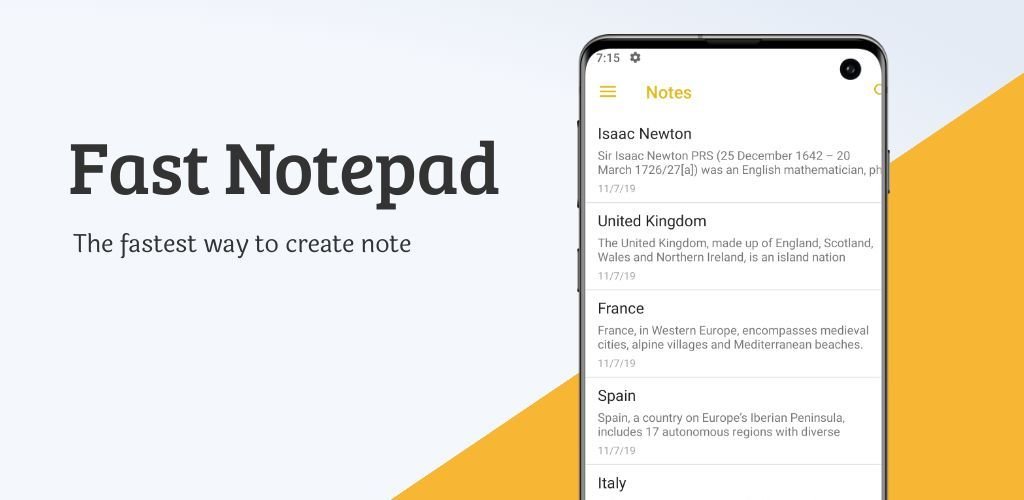 Fast Notepad
The fastest way to create note
7:15
Notes
Isaac Newton
Sir Isaac Newton PRS (25 December 1642 – 20
March 1726/27[a]) was an English mathematician, ph
11/7/19
United Kingdom
The United Kingdom, made up of England, Scotland,
Wales and Northern Ireland, is an island nation
11/7/19
France
France, in Western Europe, encompasses medieval
cities, alpine villages and Mediterranean beaches.
11/7/19
Spain
Spain, a country on Europe's Iberian Peninsula,
includes 17 autonomous regions with diverse
11/7/19
Italy